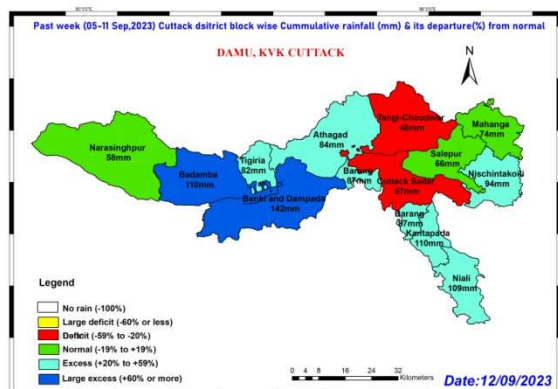 Past week (05-11 Sep,2023) Cuttack dsitrict block wise Cummulative rainfall (mm) & its departure(%) from normal
DAMU, KVK CUTTACK
N
Tangi-Choudwar
48mm
Mahanga
74mm
Athagad
84mm
Narasinghpur
58mm
Salepur
66mm
Tigiria
82mm
Badamba
110mm
Barang
87mm
Nischintakoili
94mm
Cuttack Sadar
57mm
Banki and Dampada
142mm
Barang
Kantapada
110mm
Niali
109mm
Legend
No rain (-100%)
Large deficit (-60% or less)
Deficit (-59% to -20%)
Normal (-19% to +19%)
Excess (+20% to +59%)
Large excess (+60% or more)
0 4 8 16 24 32
Kilometers
Date:12/09/2023